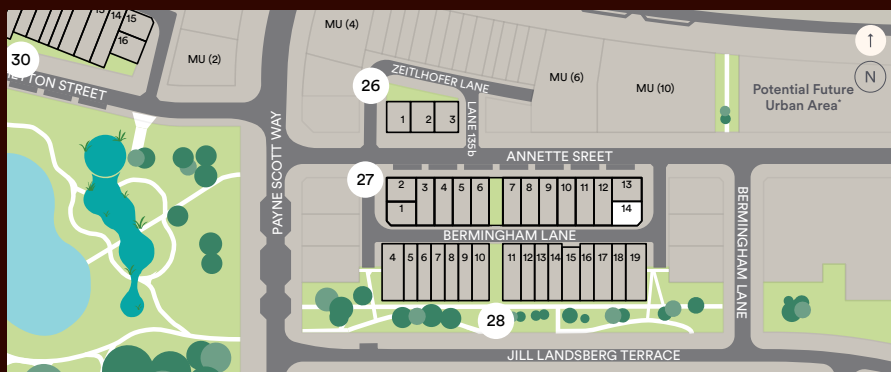 14 15
16
30
MU (4)
MU (2)
26
ZEITLHOFER LANE
MU (6)
MU (10)
↑
N
Potential Future
Urban Area*
1 2 3
LANE 135b
PAYNE SCOTT WAY
ANNETTE SREET
27
2 3 4 5 6 7 8 9 10 11 12 13
1 14
BERMINGHAM LANE
4 5 6 7 8 9 10 11 12 13 14 15 16 17 18 19
BERMINGHAM LANE
28
JILL LANDSBERG TERRACE
STREET